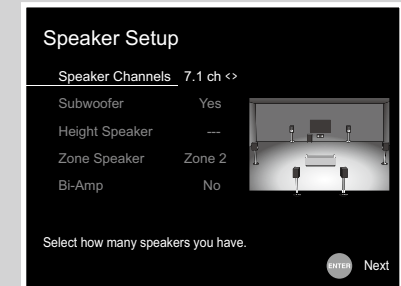 Speaker Setup
Speaker Channels 7.1 ch <>
Subwoofer Yes
Height Speaker ---
Zone Speaker Zone 2
Bi-Amp No
Select how many speakers you have.
ENTER Next